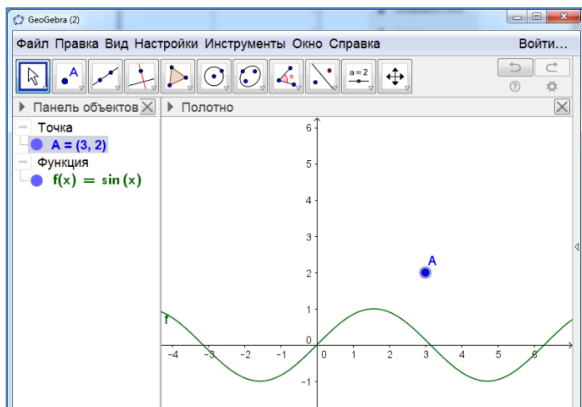 GeoGebra (2)
Файл Правка Вид Настройки Инструменты Окно Справка Войти...
A
a=2
Панель объектов Полотно
Точка
A = (3, 2)
Функция
f(x) = sin (x)
6
5
4
3
A
2
1
f
0
-4 -3 -2 -1 0 1 2 3 4 5 6
-1